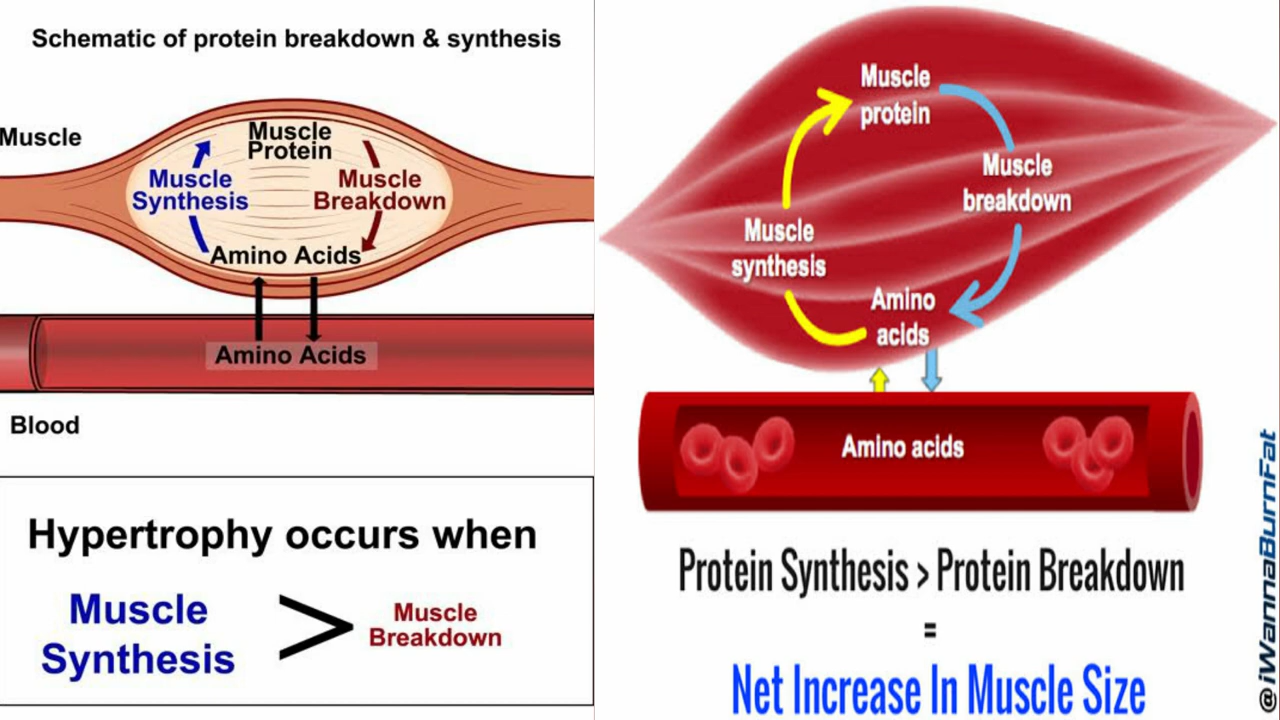 Schematic of protein breakdown & synthesis
Muscle
Muscle
Protein
Muscle
Synthesis
Muscle
Breakdown
Amino Acids
Amino Acids
Blood
Hypertrophy occurs when
Muscle
Synthesis
>
Muscle
Breakdown
Muscle
protein
Muscle
breakdown
Muscle
synthesis
Amino
acids
Amino acids
Protein Synthesis > Protein Breakdown
=
Net Increase In Muscle Size
@iWannaBurnFat